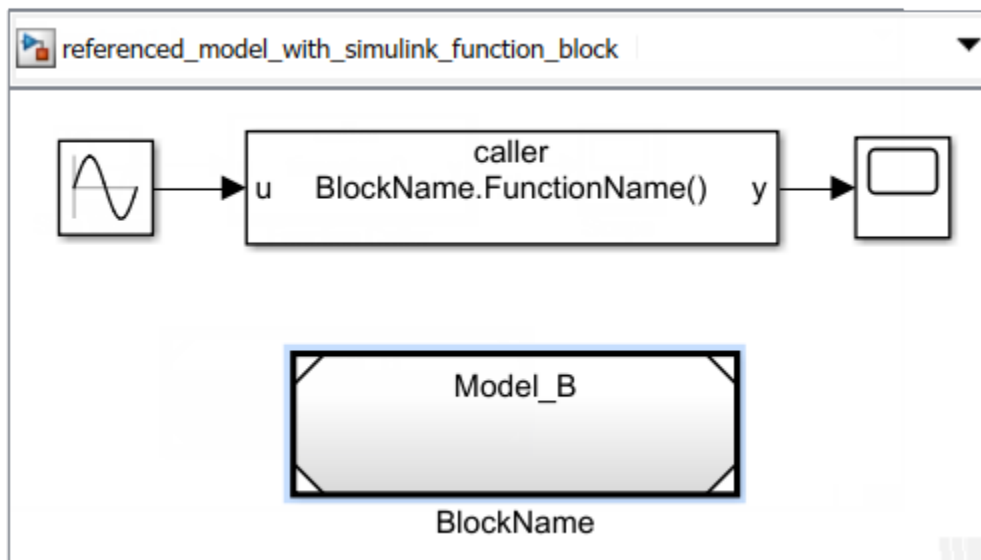 referenced_model_with_simulink_function_block
caller
u BlockName.FunctionName() y
Model_B
BlockName